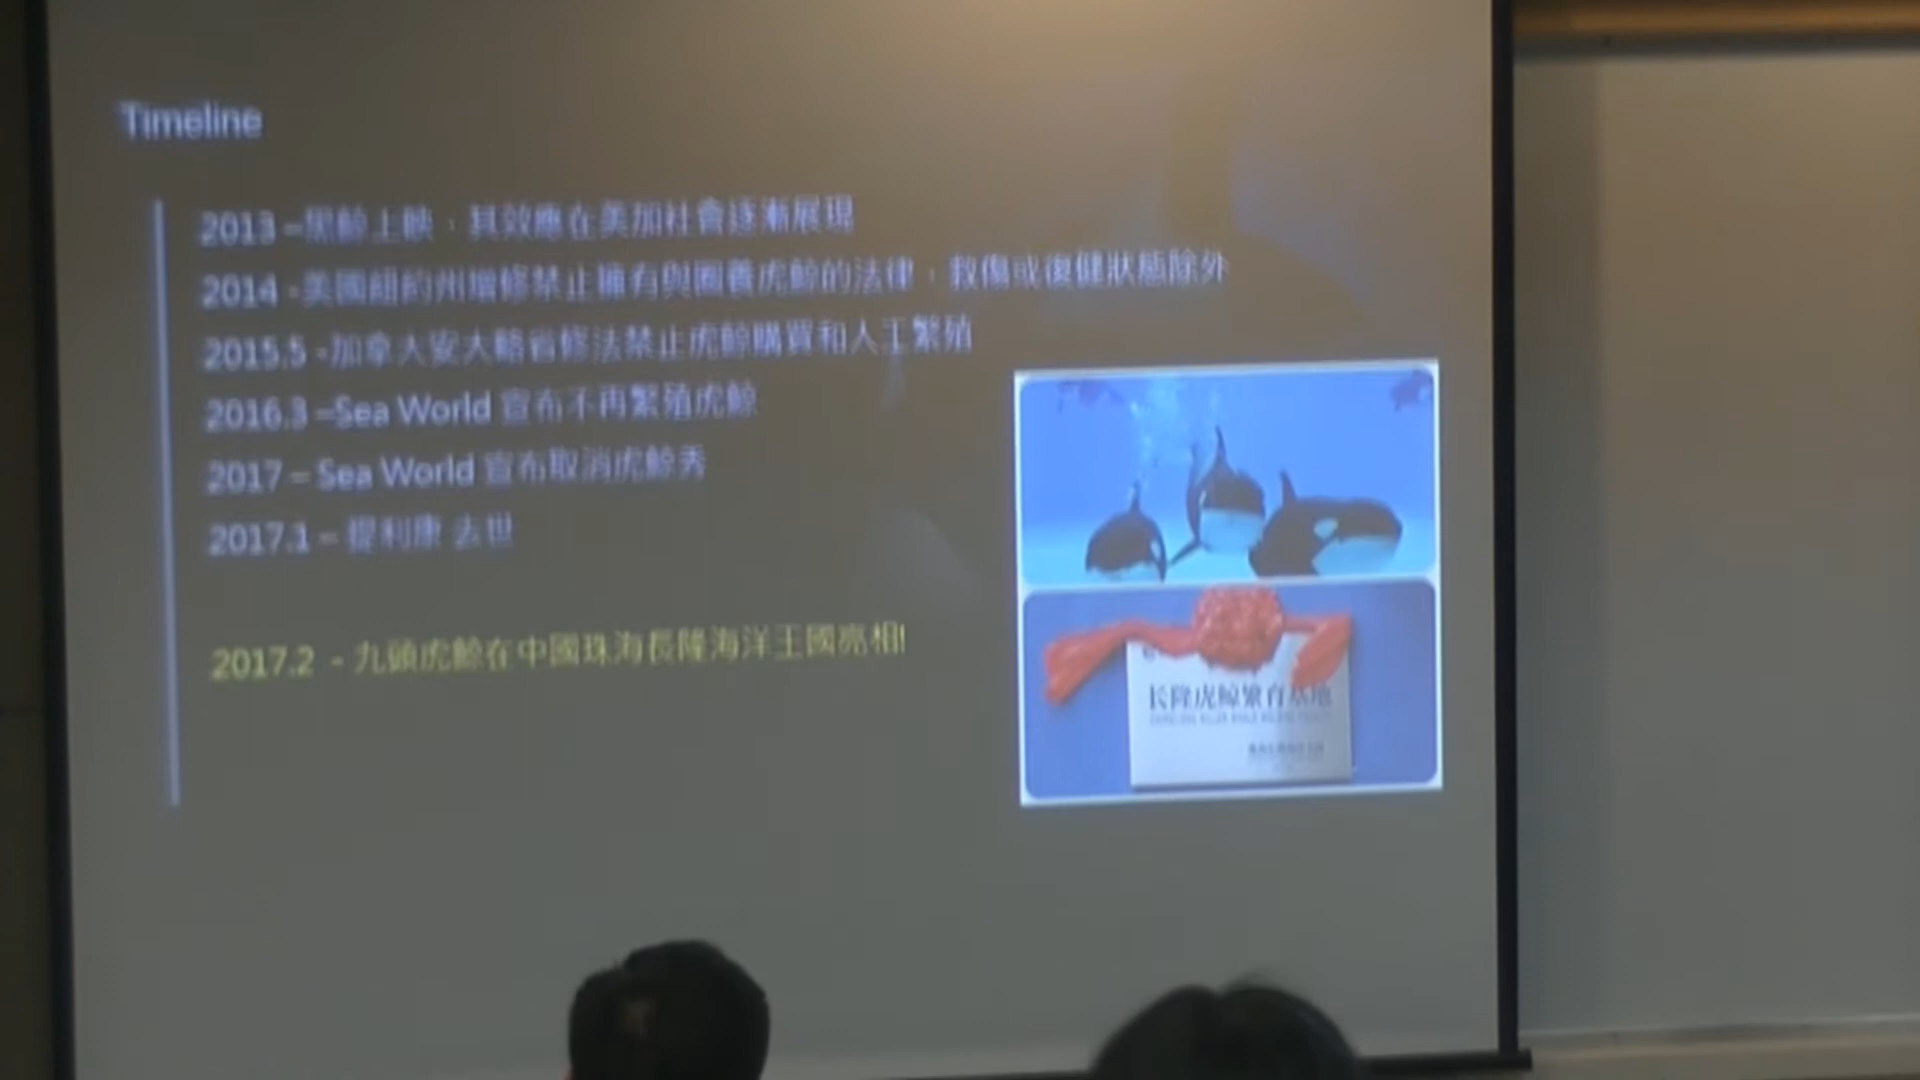 Timeline
2013 –黑鯨上映，其效應在美加社會逐漸展現
2014 -美國紐約州增修禁止擁有與圈養虎鯨的法律，救傷或復健狀態除外
2015.5 -加拿大安大略省修法禁止虎鯨購買和人工繁殖
2016.3 –Sea World 宣布不再繁殖虎鯨
2017 – Sea World 宣布取消虎鯨秀
2017.1 – 提利康 去世
2017.2 - 九頭虎鯨在中國珠海長隆海洋王國亮相!
长隆虎鲸繁育基地